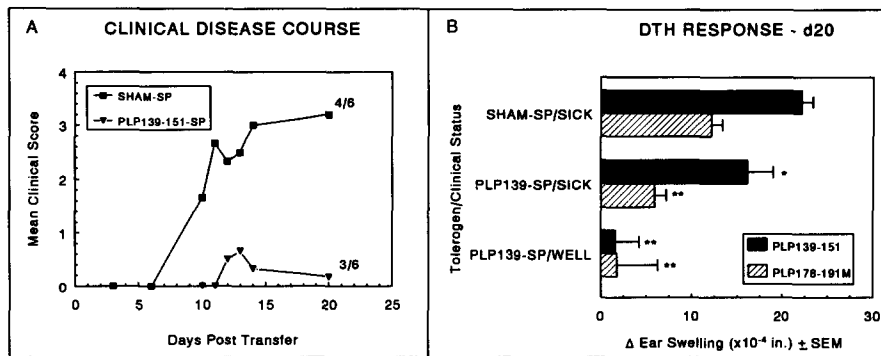 A
CLINICAL DISEASE COURSE
4
3
2
1
0
Mean Clinical Score
SHAM-SP
PLP139-151-SP
4/6
3/6
0 5 10 15 20 25
Days Post Transfer
B
DTH RESPONSE - d20
Tolerogen/Clinical Status
SHAM-SP/SICK
PLP139-SP/SICK
*
**
PLP139-SP/WELL
**
**
PLP139-151
PLP178-191M
0 10 20 30
Δ Ear Swelling (x10⁻⁴ in.) ± SEM